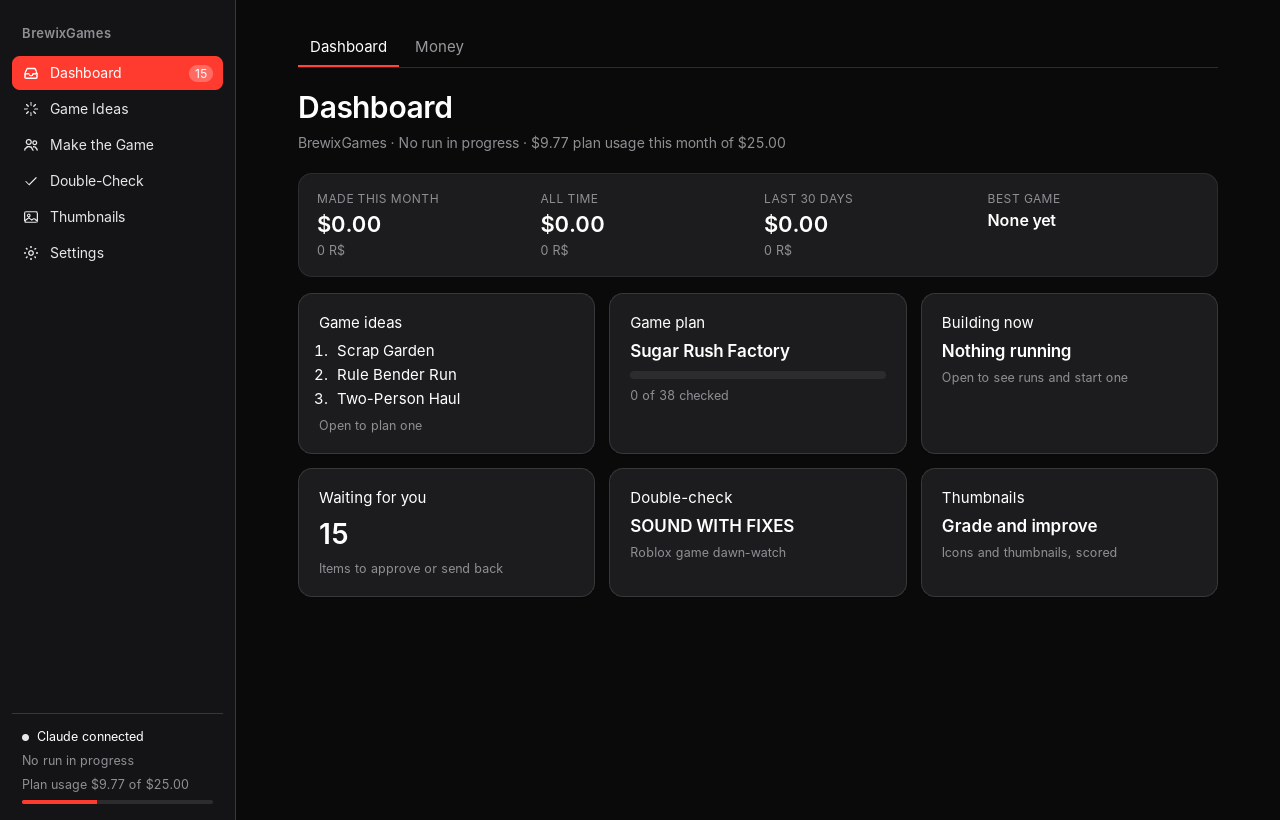 BrewixGames
Dashboard 15
Game Ideas
Make the Game
Double-Check
Thumbnails
Settings
Claude connected
No run in progress
Plan usage $9.77 of $25.00
Dashboard Money
Dashboard
BrewixGames · No run in progress · $9.77 plan usage this month of $25.00
MADE THIS MONTH
$0.00
0 R$
ALL TIME
$0.00
0 R$
LAST 30 DAYS
$0.00
0 R$
BEST GAME
None yet
Game ideas
1. Scrap Garden
2. Rule Bender Run
3. Two-Person Haul
Open to plan one
Game plan
Sugar Rush Factory
0 of 38 checked
Building now
Nothing running
Open to see runs and start one
Waiting for you
15
Items to approve or send back
Double-check
SOUND WITH FIXES
Roblox game dawn-watch
Thumbnails
Grade and improve
Icons and thumbnails, scored